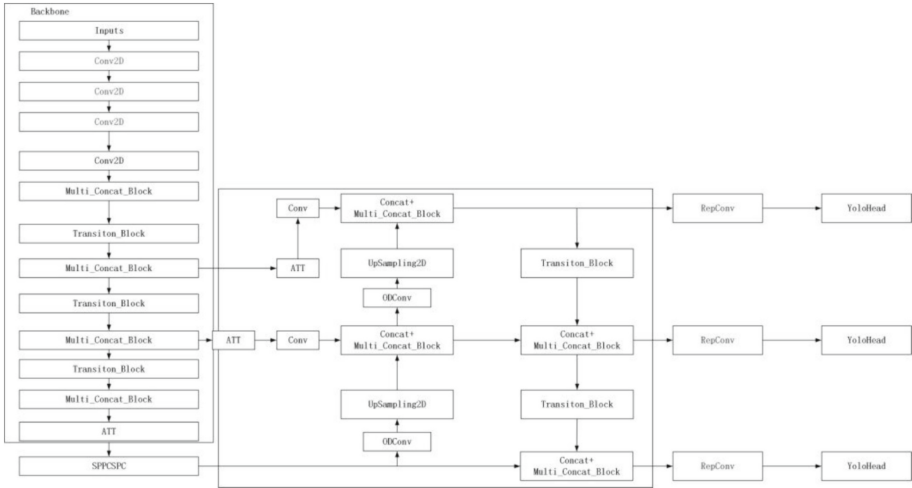 Backbone
Inputs
Conv2D
Conv2D
Conv2D
Conv2D
Multi_Concat_Block
Transiton_Block
Multi_Concat_Block
Transiton_Block
Multi_Concat_Block
Transiton_Block
Multi_Concat_Block
ATT
SPPCSPC
ATT
Conv
ATT
Conv
Concat+
Multi_Concat_Block
UpSampling2D
ODConv
Concat+
Multi_Concat_Block
UpSampling2D
ODConv
Transiton_Block
Concat+
Multi_Concat_Block
Transiton_Block
Concat+
Multi_Concat_Block
RepConv
YoloHead
RepConv
YoloHead
RepConv
YoloHead